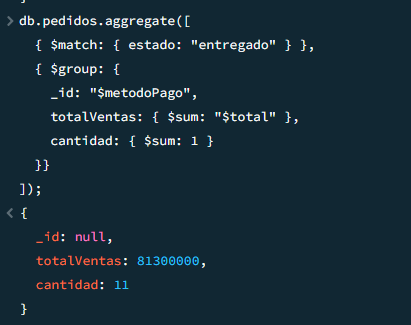 > db.pedidos.aggregate([
{ $match: { estado: "entregado" } },
{ $group: {
_id: "$metodoPago",
totalVentas: { $sum: "$total" },
cantidad: { $sum: 1 }
}}
]);
< {
_id: null,
totalVentas: 81300000,
cantidad: 11
}